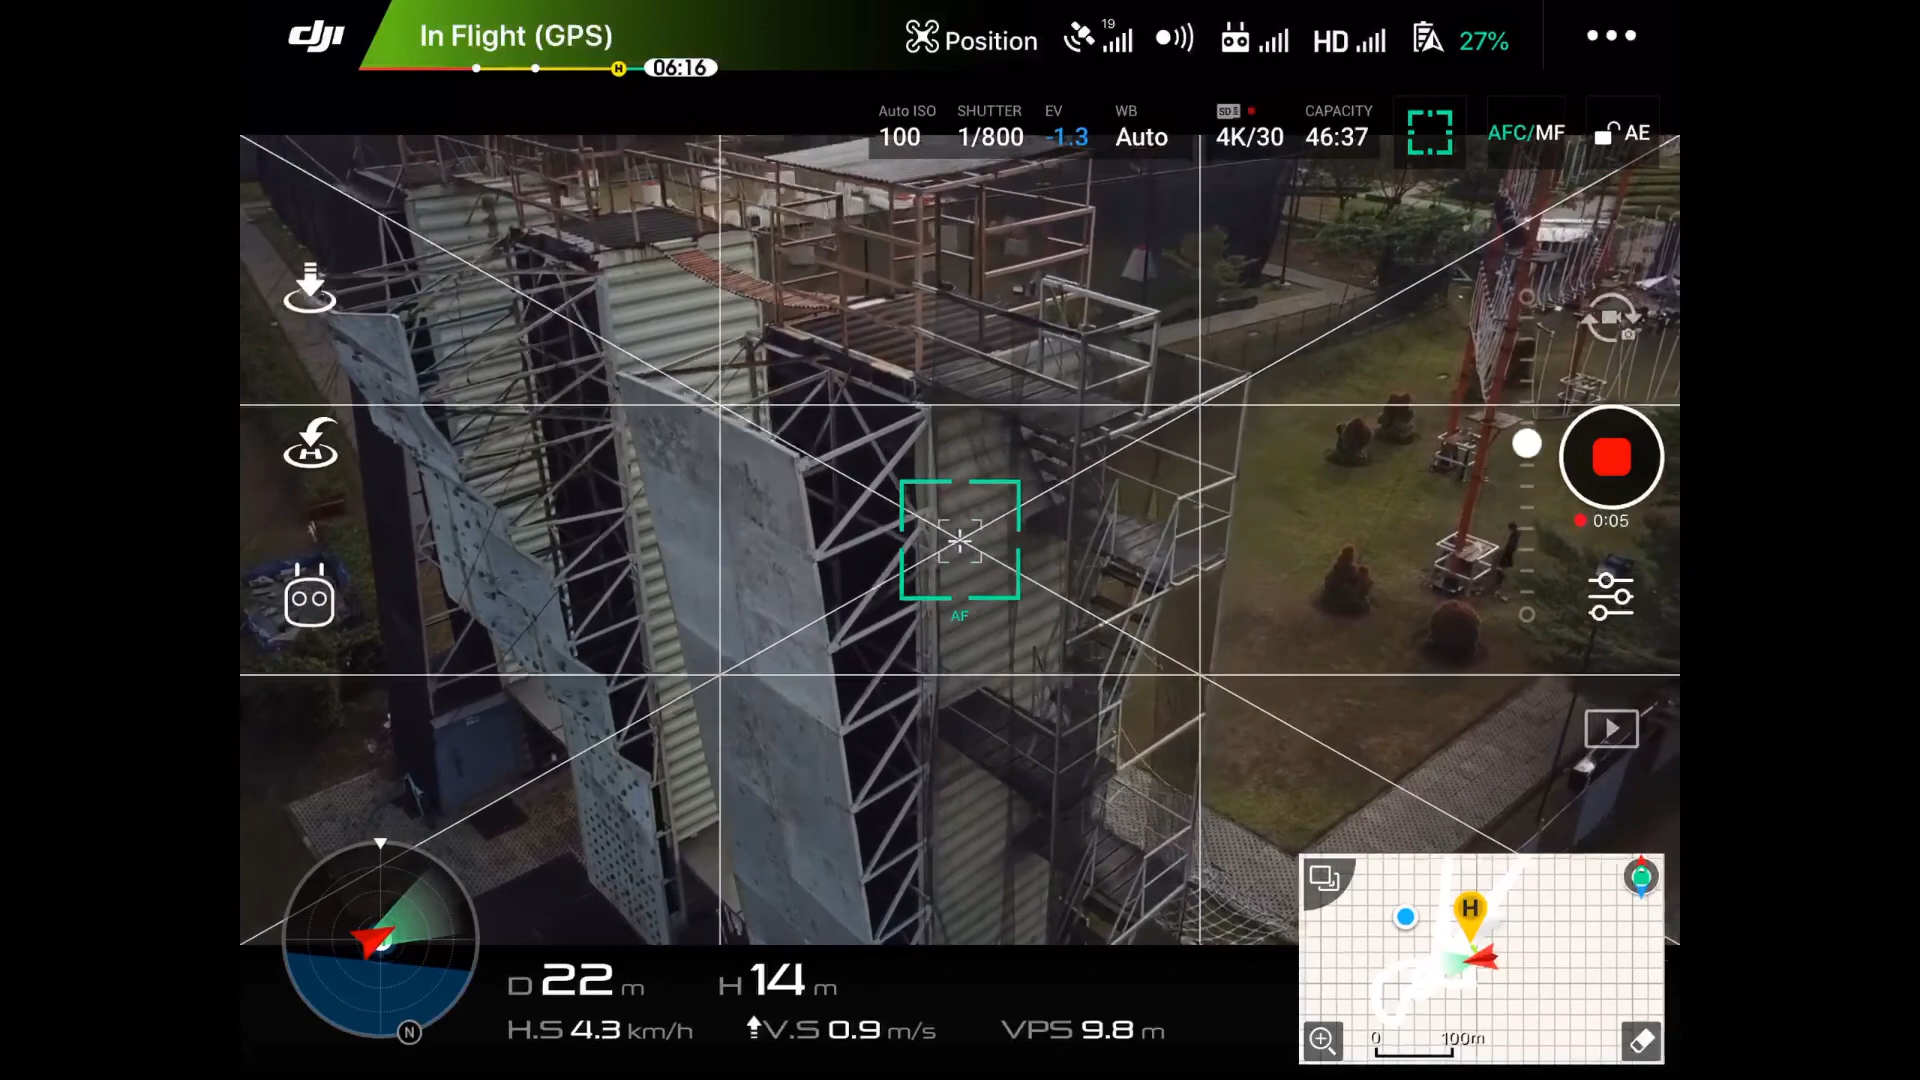 dji In Flight (GPS) Position 19 HD 27%
H 06:16
Auto ISO SHUTTER EV WB SD CAPACITY
100 1/800 -1.3 Auto 4K/30 46:37 AFC/MF AE
H
0:05
AF
H
D 22 m H 14 m
H.S 4.3 km/h V.S 0.9 m/s VPS 9.8 m
N
0 100m